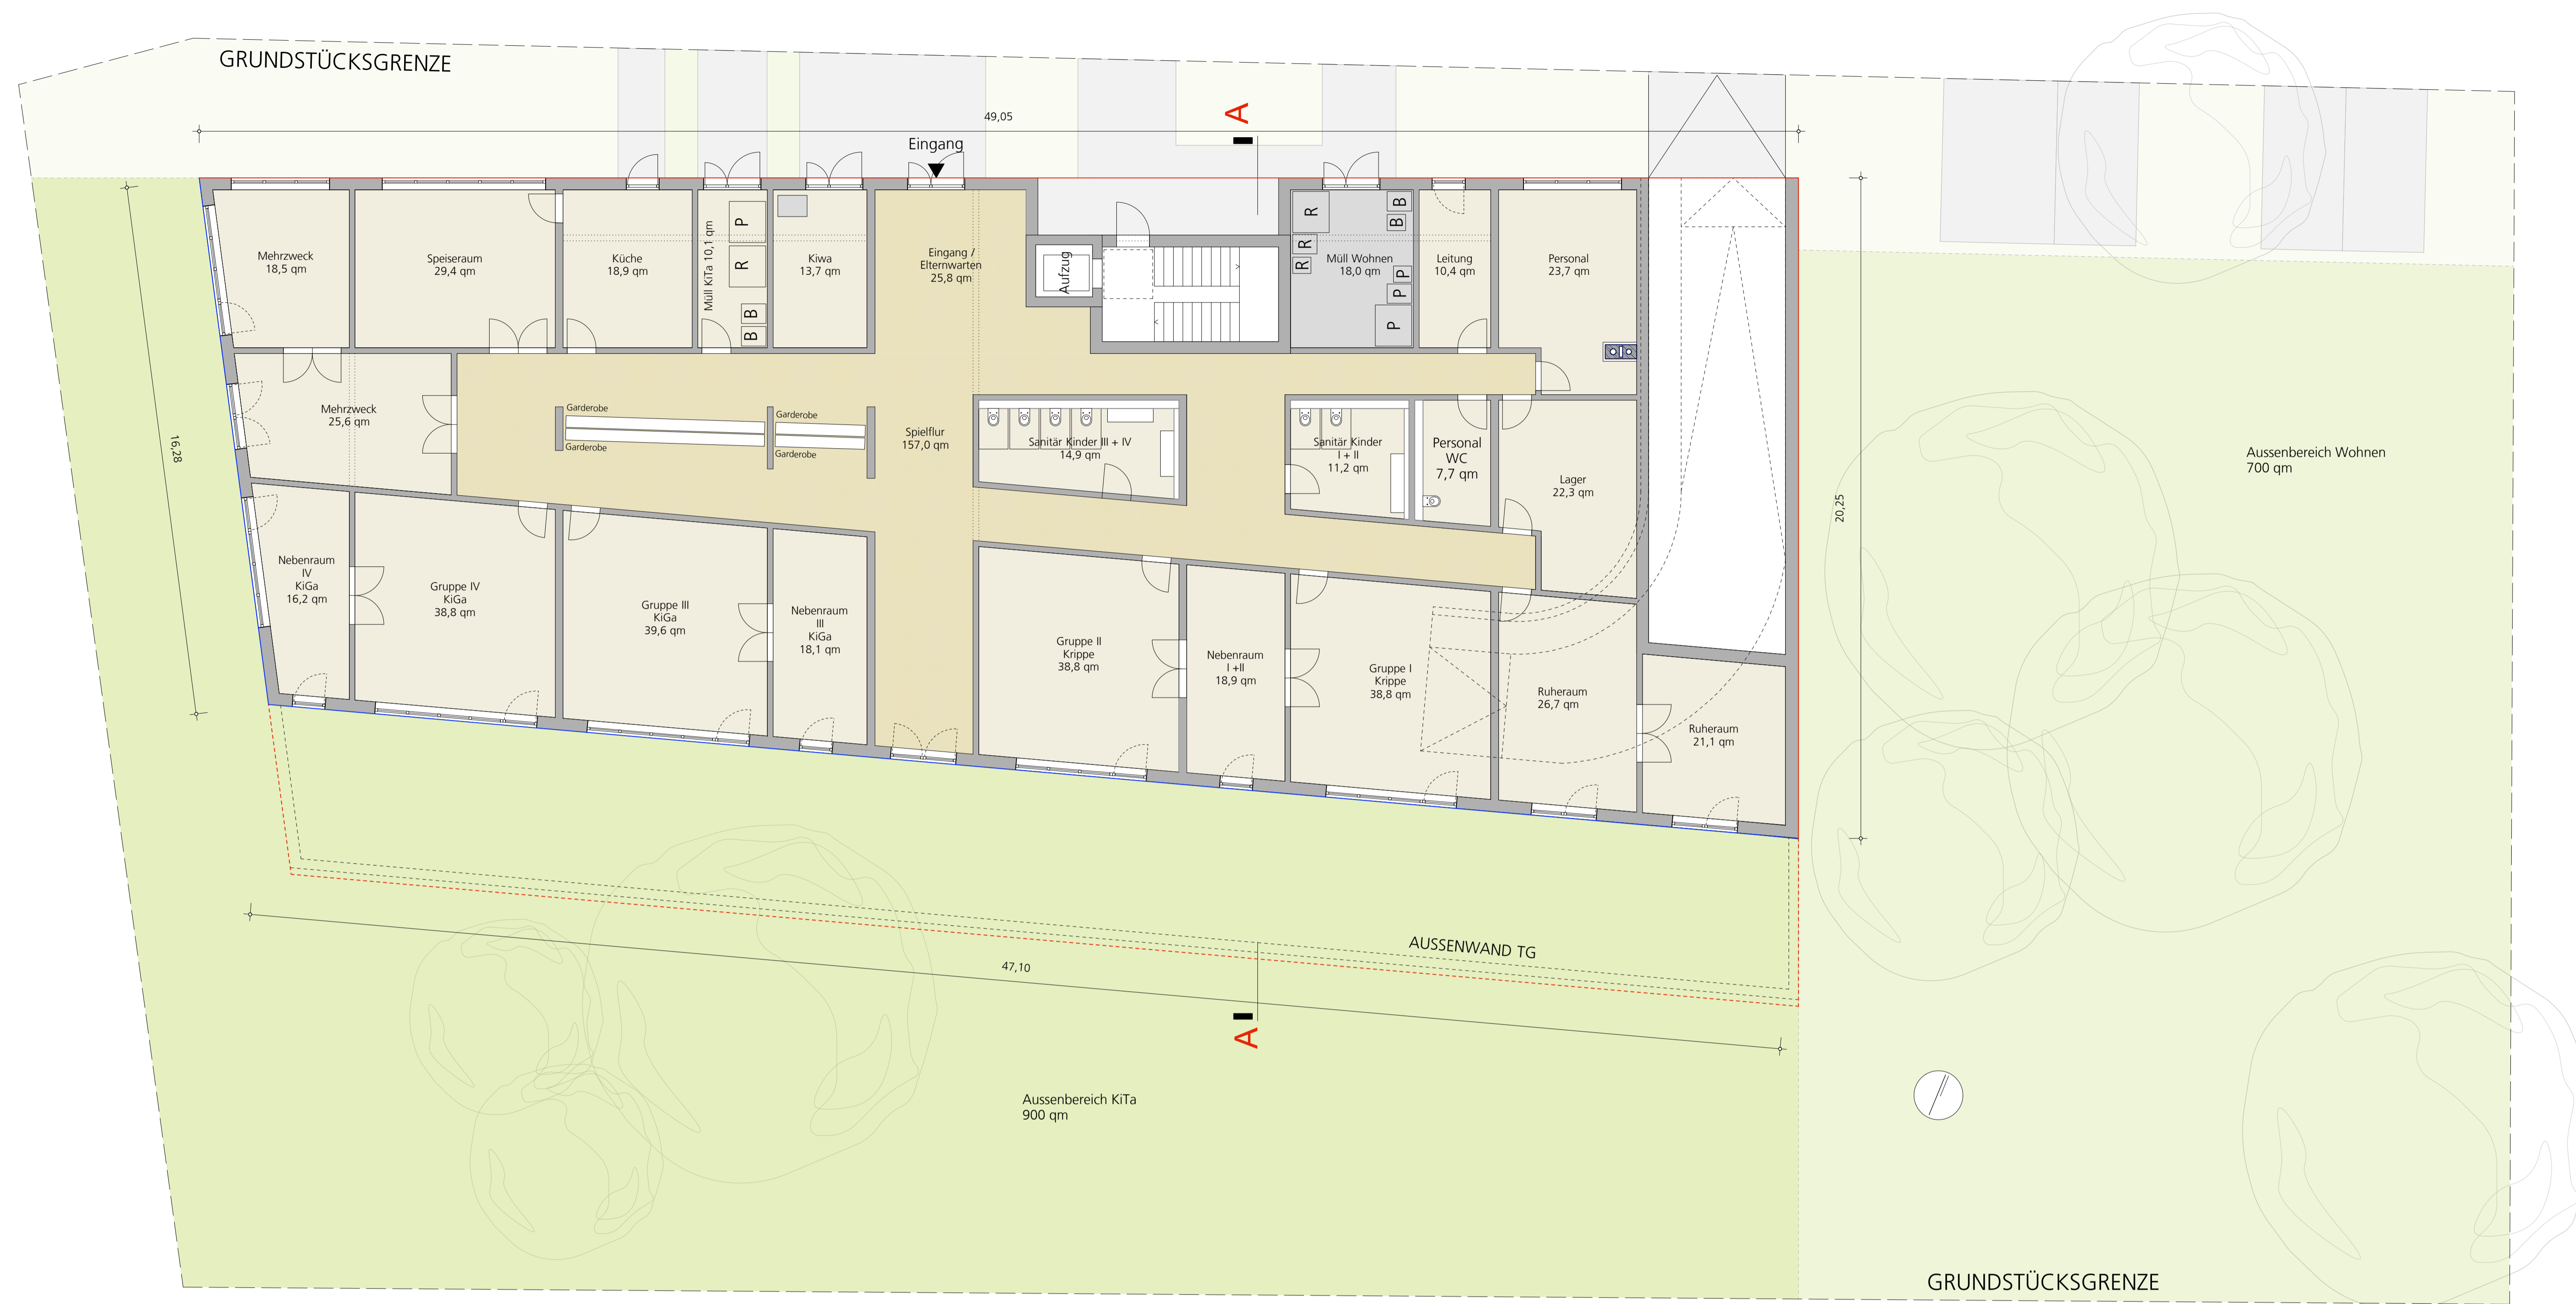 GRUNDSTÜCKSGRENZE
49,05
A
Eingang
Mehrzweck
18,5 qm
Speiseraum
29,4 qm
Küche
18,9 qm
Müll KiTa 10,1 qm
P
R
B
B
Kiwa
13,7 qm
Eingang /
Elternwarten
25,8 qm
Aufzug
R
R
R
B
B
P
P
P
Müll Wohnen
18,0 qm
Leitung
10,4 qm
Personal
23,7 qm
16,28
Mehrzweck
25,6 qm
Garderobe
Garderobe
Garderobe
Garderobe
Spielflur
157,0 qm
Sanitär Kinder III + IV
14,9 qm
Sanitär Kinder
I + II
11,2 qm
Personal
WC
7,7 qm
Lager
22,3 qm
20,25
Aussenbereich Wohnen
700 qm
Nebenraum
IV
KiGa
16,2 qm
Gruppe IV
KiGa
38,8 qm
Gruppe III
KiGa
39,6 qm
Nebenraum
III
KiGa
18,1 qm
Gruppe II
Krippe
38,8 qm
Nebenraum
I +II
18,9 qm
Gruppe I
Krippe
38,8 qm
Ruheraum
26,7 qm
Ruheraum
21,1 qm
AUSSENWAND TG
47,10
A
Aussenbereich KiTa
900 qm
GRUNDSTÜCKSGRENZE